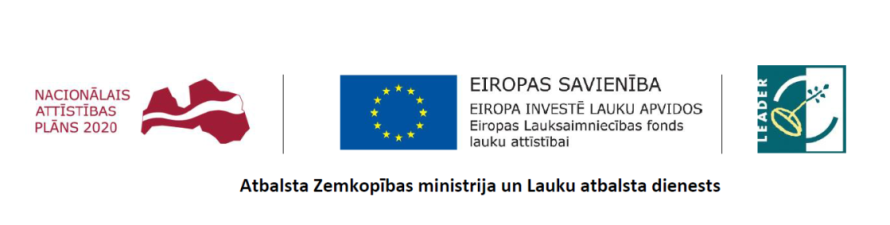 NACIONĀLAIS
ATTĪSTĪBAS
PLĀNS 2020
EIROPAS SAVIENĪBA
EIROPA INVESTĒ LAUKU APVIDOS
Eiropas Lauksaimniecības fonds
lauku attīstībai
LEADER
Atbalsta Zemkopības ministrija un Lauku atbalsta dienests